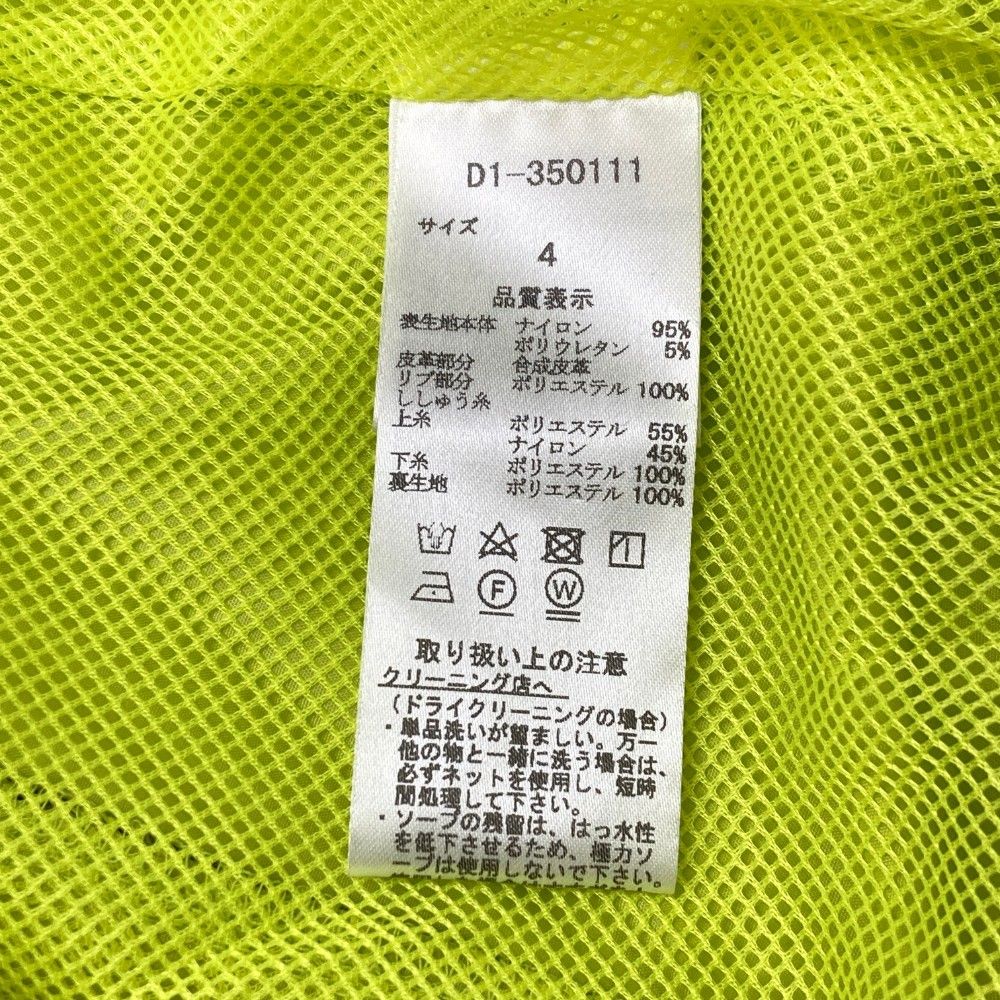 D1-350111
サイズ
4
品質表示
表生地本体 ナイロン 95%
ポリウレタン 5%
皮革部分 合成皮革
リブ部分 ポリエステル 100%
ししゅう糸
上糸 ポリエステル 55%
ナイロン 45%
下糸 ポリエステル 100%
裏生地 ポリエステル 100%
F W
取り扱い上の注意
クリーニング店へ
(ドライクリーニングの場合)
・単品洗いが望ましい。万一
他の物と一緒に洗う場合は、
必ずネットを使用し、短時
間処理して下さい。
・ソープの残留は、はっ水性
を低下させるため、極力ソ
ープは使用しないで下さい。